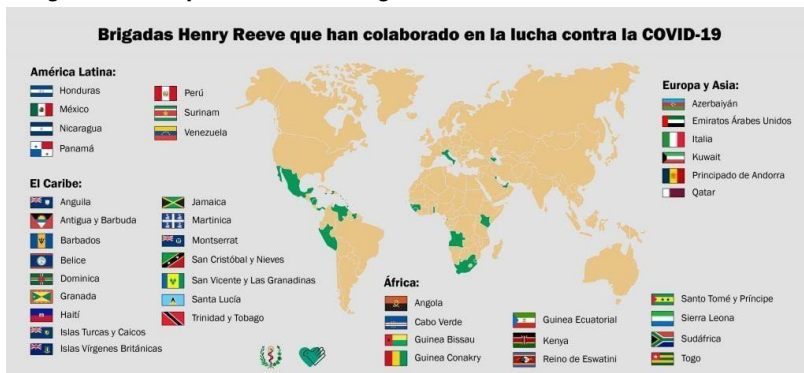 Brigadas Henry Reeve que han colaborado en la lucha contra la COVID-19
América Latina:
Honduras
México
Nicaragua
Panamá
Perú
Surinam
Venezuela
El Caribe:
Anguila
Antigua y Barbuda
Barbados
Belice
Dominica
Granada
Haití
Islas Turcas y Caicos
Islas Vírgenes Británicas
Jamaica
Martinica
Montserrat
San Cristóbal y Nieves
San Vicente y Las Granadinas
Santa Lucía
Trinidad y Tobago
África:
Angola
Cabo Verde
Guinea Bissau
Guinea Conakry
Guinea Ecuatorial
Kenya
Reino de Eswatini
Santo Tomé y Príncipe
Sierra Leona
Sudáfrica
Togo
Europa y Asia:
Azerbaiyán
Emiratos Árabes Unidos
Italia
Kuwait
Principado de Andorra
Qatar